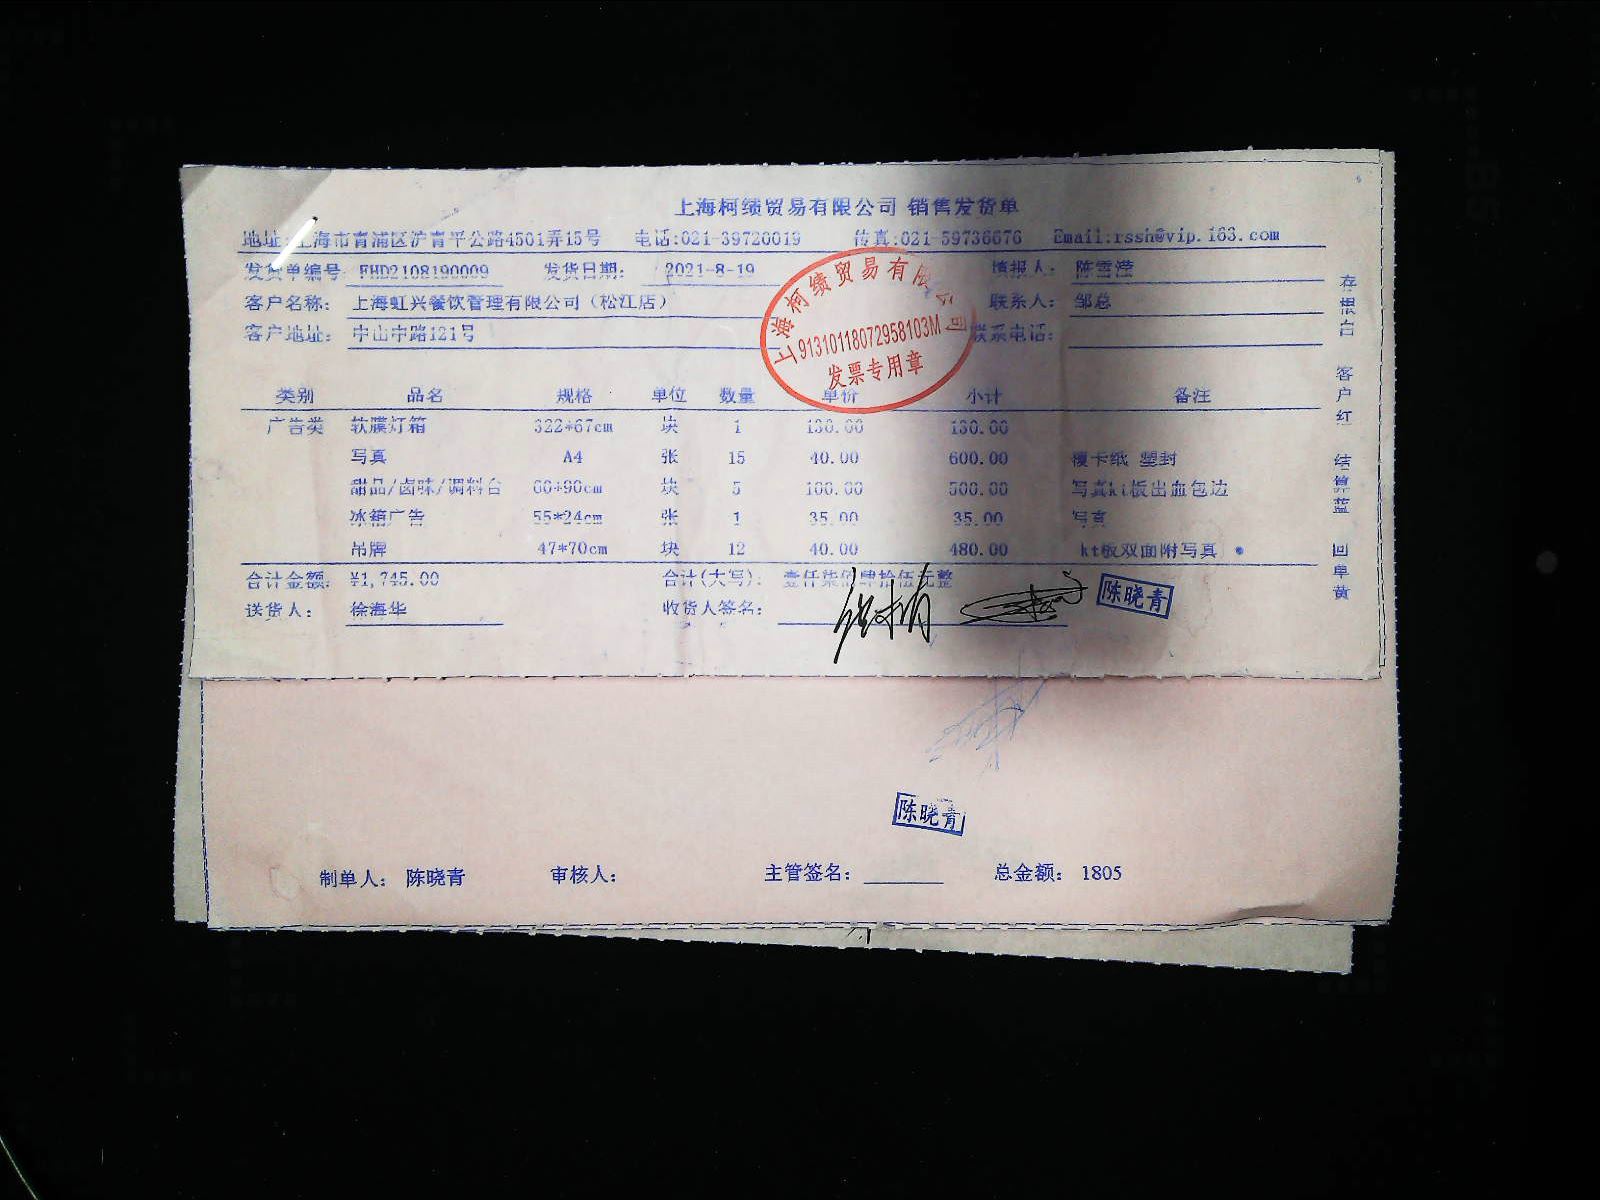 上海柯绩贸易有限公司 销售发货单
地址:上海市青浦区沪青平公路4501弄15号 电话:021-39720019 传真:021-59736676 Email:rssh@vip.163.com
发货单编号 FHD2108190009 发货日期: 2021-8-19 填报人: 陈雪滢
客户名称: 上海虹兴餐饮管理有限公司(松江店) 联系人: 邹总
客户地址: 中山中路121号 联系电话:
上海柯绩贸易有限公司
91310118072958103M
发票专用章
类别 品名 规格 单位 数量 单价 小计 备注
广告类 软膜灯箱 322*67cm 块 1 130.00 130.00
写真 A4 张 15 40.00 600.00 覆卡纸 塑封
甜品/卤味/调料台 60*90cm 块 5 100.00 500.00 写真kt板出血包边
冰箱广告 55*24cm 张 1 35.00 35.00 写真
吊牌 47*70cm 块 12 40.00 480.00 kt板双面附写真
合计金额: ¥1,745.00 合计(大写): 壹仟柒佰肆拾伍元整
送货人: 徐海华 收货人签名:
陈晓青
存根白 客户红 结算蓝 回单黄
陈晓青
制单人: 陈晓青 审核人: 主管签名: 总金额: 1805